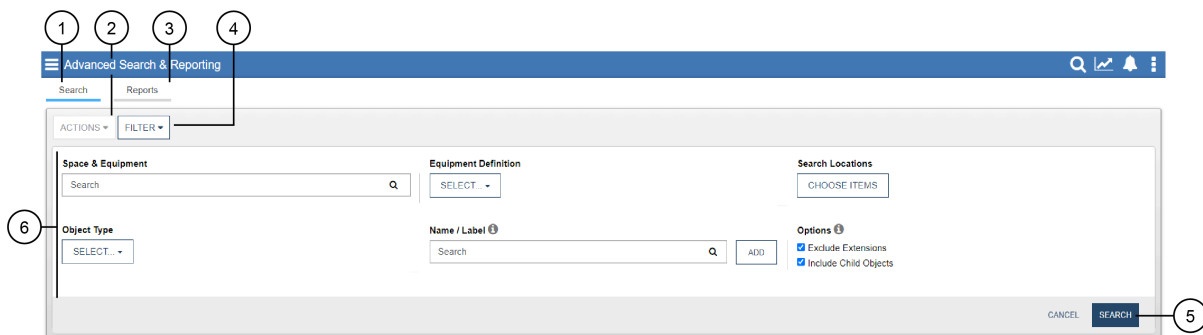 1 2 3 4
Advanced Search & Reporting
Search Reports
ACTIONS FILTER
Space & Equipment Equipment Definition Search Locations
Search SELECT... CHOOSE ITEMS
6
Object Type Name / Label Options
SELECT... Search ADD Exclude Extensions
Include Child Objects
CANCEL SEARCH 5